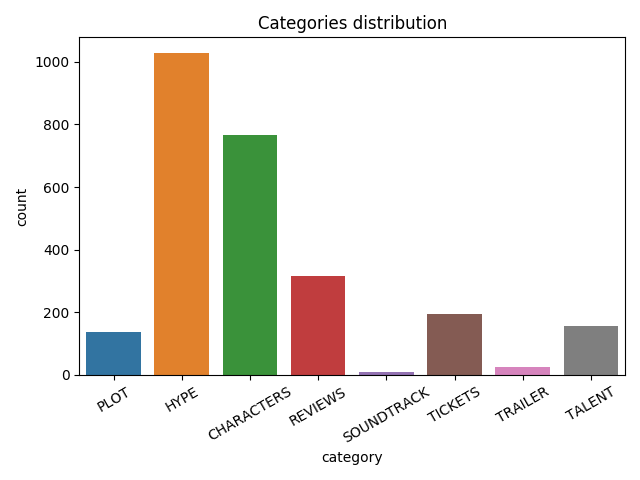 Categories distribution
count
1000
800
600
400
200
0
PLOT
HYPE
CHARACTERS
REVIEWS
SOUNDTRACK
TICKETS
TRAILER
TALENT
category